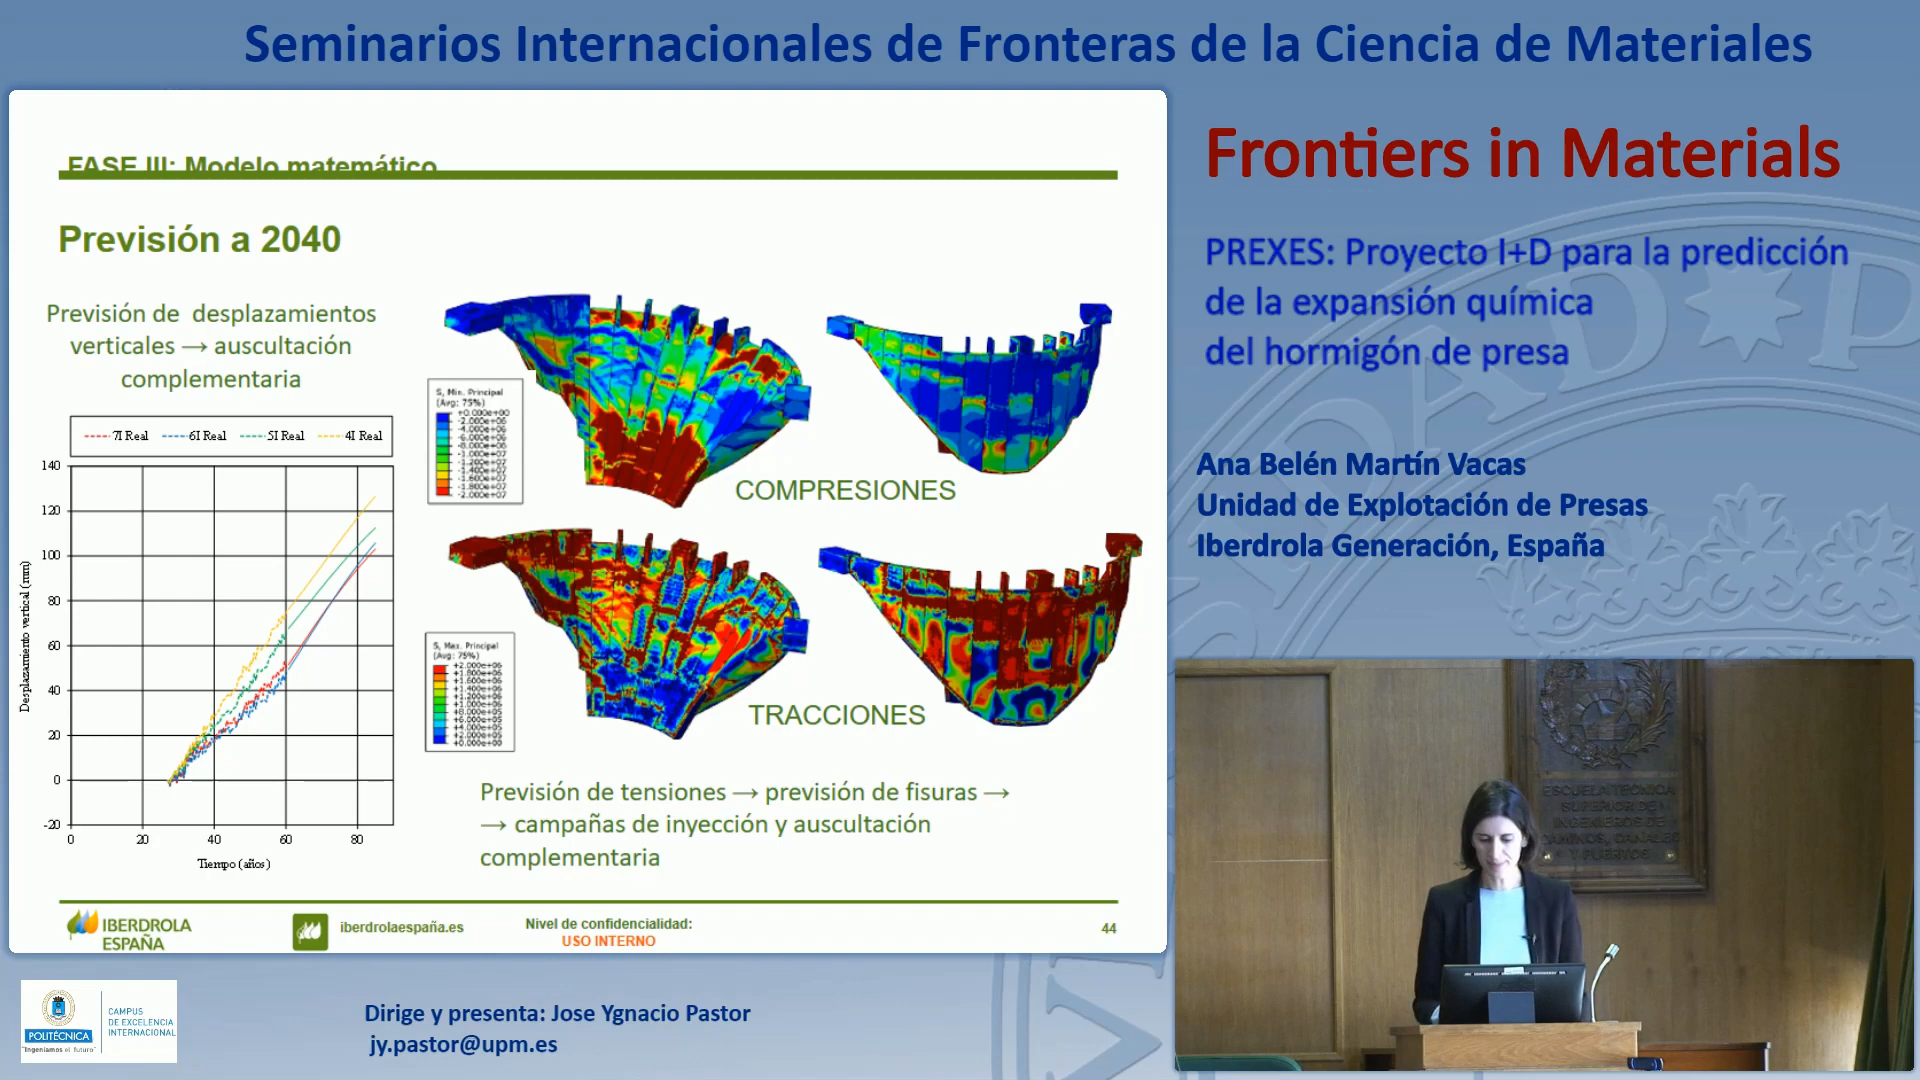 Seminarios Internacionales de Fronteras de la Ciencia de Materiales
FASE III: Modelo matemático
Previsión a 2040
Previsión de desplazamientos
verticales → auscultación
complementaria
7I Real 6I Real 5I Real 4I Real
140
120
100
80
60
40
20
0
-20
0 20 40 60 80
Desplazamiento vertical (mm)
Tiempo (años)
S, Min. Principal
(Avg: 75%)
+0.000e+00
-2.000e+06
-4.000e+06
-6.000e+06
-8.000e+06
-1.000e+07
-1.200e+07
-1.400e+07
-1.600e+07
-1.800e+07
-2.000e+07
COMPRESIONES
S, Max. Principal
(Avg: 75%)
+2.000e+06
+1.800e+06
+1.600e+06
+1.400e+06
+1.200e+06
+1.000e+06
+8.000e+05
+6.000e+05
+4.000e+05
+2.000e+05
+0.000e+00
TRACCIONES
Previsión de tensiones → previsión de fisuras →
→ campañas de inyección y auscultación
complementaria
IBERDROLA
ESPAÑA
iberdrolaespaña.es
Nivel de confidencialidad:
USO INTERNO
44
Frontiers in Materials
PREXES: Proyecto I+D para la predicción
de la expansión química
del hormigón de presa
Ana Belén Martín Vacas
Unidad de Explotación de Presas
Iberdrola Generación, España
ESCUELA TECNICA
SUPERIOR DE
INGENIEROS DE
CAMINOS, CANALES
Y PUERTOS
POLITÉCNICA
"Ingeniamos el futuro"
CAMPUS
DE EXCELENCIA
INTERNACIONAL
Dirige y presenta: Jose Ygnacio Pastor
jy.pastor@upm.es